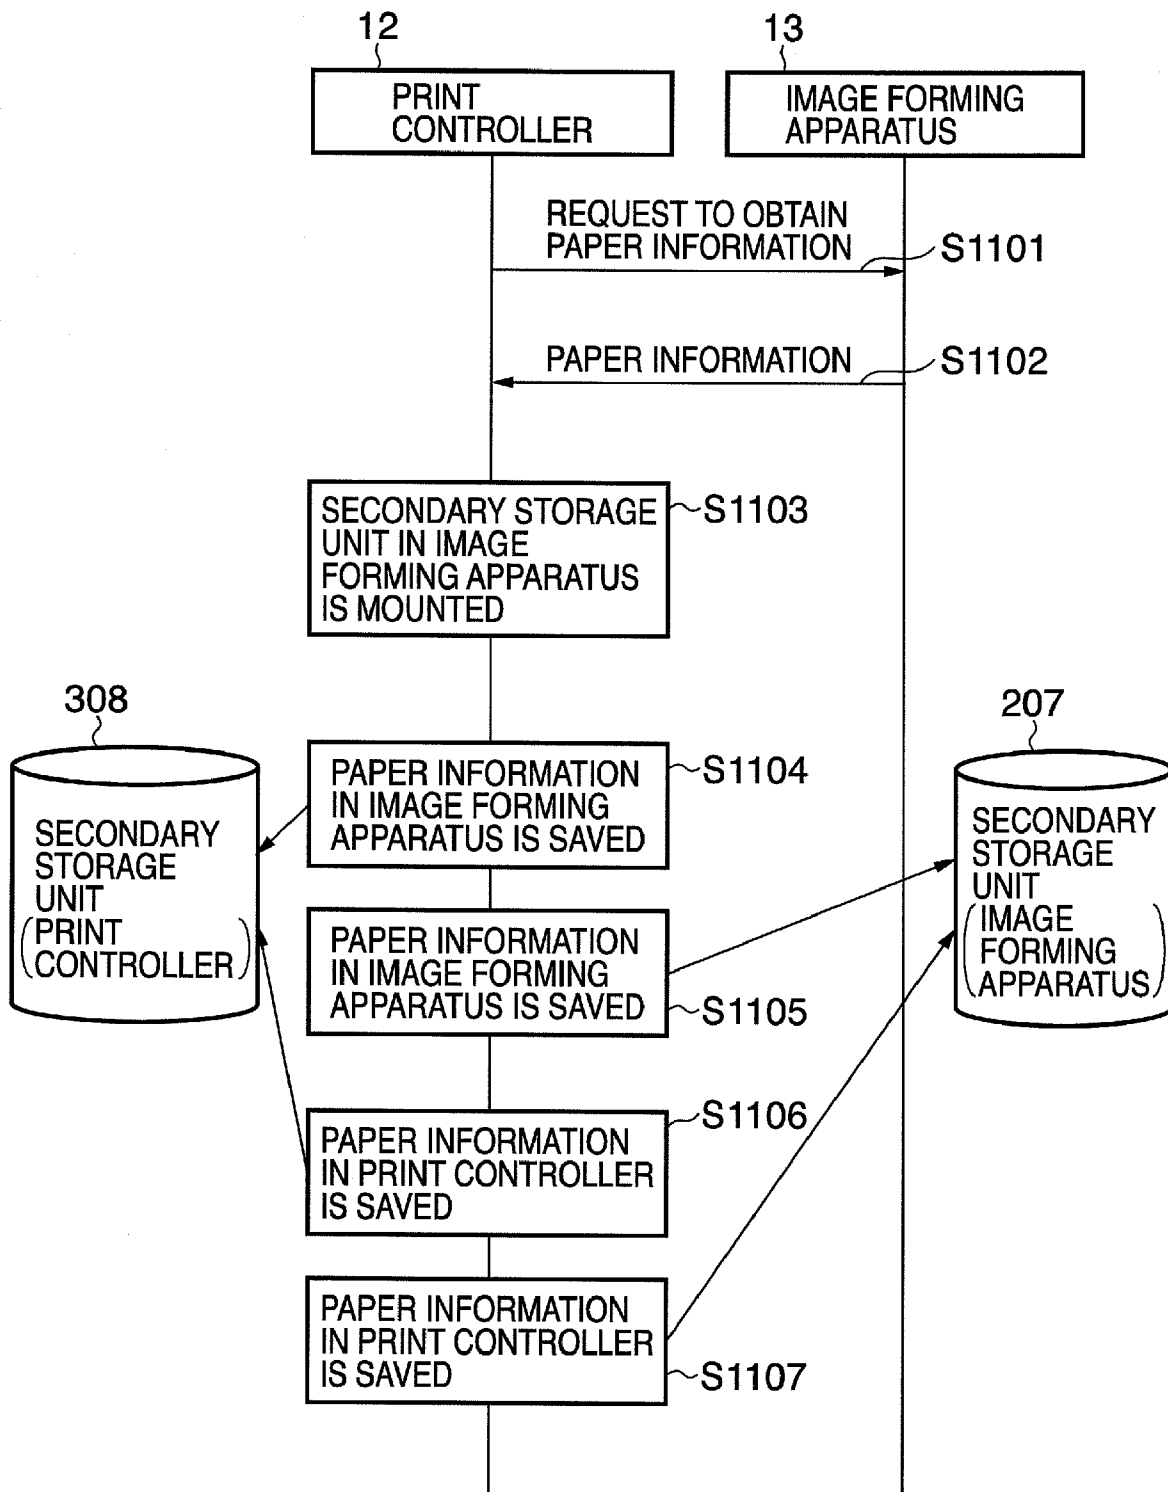 12
13
PRINT
CONTROLLER
IMAGE FORMING
APPARATUS
REQUEST TO OBTAIN
PAPER INFORMATION
S1101
PAPER INFORMATION
S1102
SECONDARY STORAGE
UNIT IN IMAGE
FORMING APPARATUS
IS MOUNTED
S1103
308
207
SECONDARY
STORAGE
UNIT
(PRINT
CONTROLLER)
PAPER INFORMATION
IN IMAGE FORMING
APPARATUS IS SAVED
S1104
SECONDARY
STORAGE
UNIT
(IMAGE
FORMING
APPARATUS)
PAPER INFORMATION
IN IMAGE FORMING
APPARATUS IS SAVED
S1105
PAPER INFORMATION
IN PRINT CONTROLLER
IS SAVED
S1106
PAPER INFORMATION
IN PRINT CONTROLLER
IS SAVED
S1107